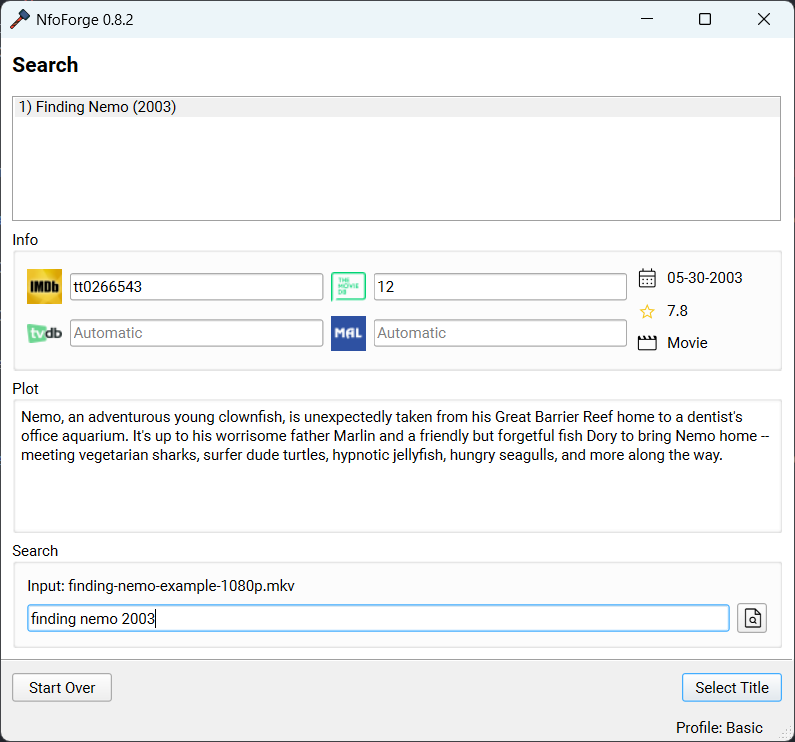 NfoForge 0.8.2
Search
1) Finding Nemo (2003)
Info
IMDb tt0266543 THE MOVIE DB 12 05-30-2003
7.8
tvdb Automatic MAL Automatic Movie
Plot
Nemo, an adventurous young clownfish, is unexpectedly taken from his Great Barrier Reef home to a dentist's
office aquarium. It's up to his worrisome father Marlin and a friendly but forgetful fish Dory to bring Nemo home --
meeting vegetarian sharks, surfer dude turtles, hypnotic jellyfish, hungry seagulls, and more along the way.
Search
Input: finding-nemo-example-1080p.mkv
finding nemo 2003
Start Over Select Title
Profile: Basic